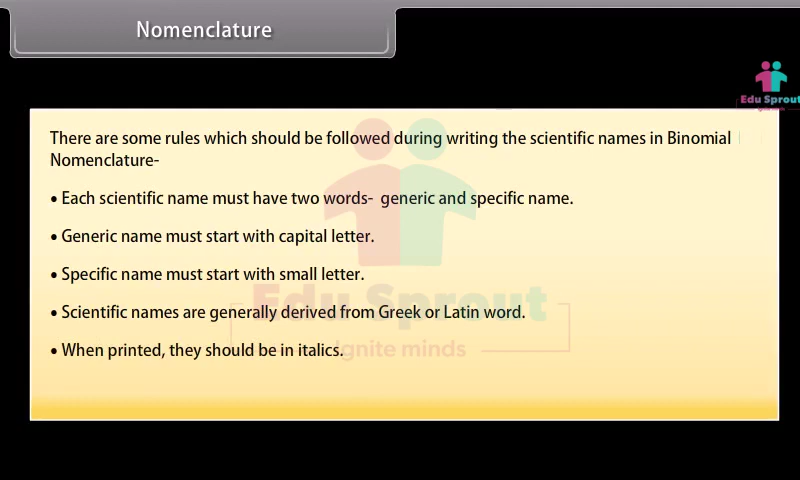 Nomenclature
Edu Sprout
There are some rules which should be followed during writing the scientific names in Binomial
Nomenclature-
• Each scientific name must have two words- generic and specific name.
• Generic name must start with capital letter.
• Specific name must start with small letter.
Edu Sprout
• Scientific names are generally derived from Greek or Latin word.
• When printed, they should be in italics.
Ignite minds